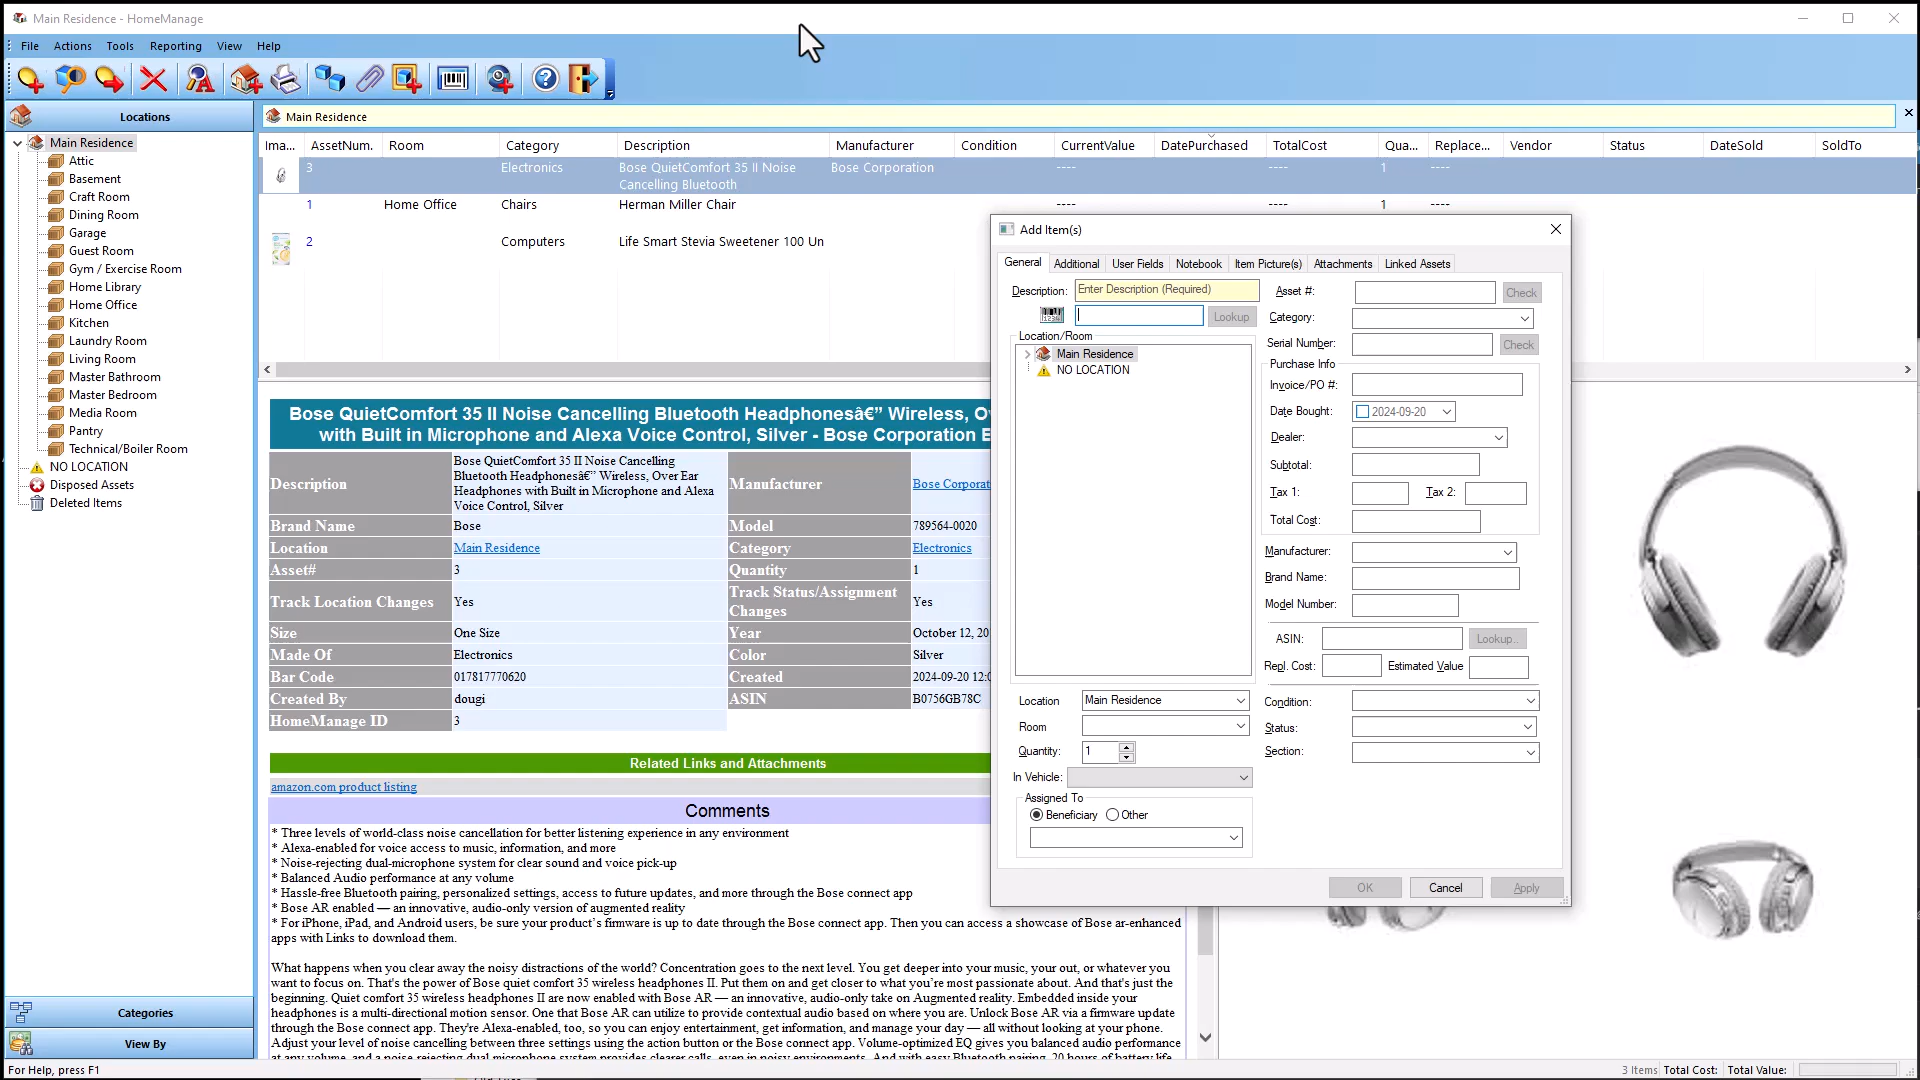 Main Residence - HomeManage
File Actions Tools Reporting View Help
Locations
Main Residence
Attic
Basement
Craft Room
Dining Room
Garage
Guest Room
Gym / Exercise Room
Home Library
Home Office
Kitchen
Laundry Room
Living Room
Master Bathroom
Master Bedroom
Media Room
Pantry
Technical/Boiler Room
NO LOCATION
Disposed Assets
Deleted Items
Categories
View By
Main Residence
Ima... AssetNum. Room Category Description Manufacturer Condition CurrentValue DatePurchased TotalCost Qua... Replace... Vendor Status DateSold SoldTo
3 Electronics Bose QuietComfort 35 II Noise Cancelling Bluetooth Bose Corporation ---- ---- 1 ----
1 Home Office Chairs Herman Miller Chair ---- ---- 1 ----
2 Computers Life Smart Stevia Sweetener 100 Un
Bose QuietComfort 35 II Noise Cancelling Bluetooth Headphonesâ€” Wireless, Ov
with Built in Microphone and Alexa Voice Control, Silver - Bose Corporation E
Description
Bose QuietComfort 35 II Noise Cancelling
Bluetooth Headphonesâ€” Wireless, Over Ear
Headphones with Built in Microphone and Alexa
Voice Control, Silver
Manufacturer Bose Corporat
Brand Name Bose Model 789564-0020
Location Main Residence Category Electronics
Asset# 3 Quantity 1
Track Location Changes Yes Track Status/Assignment Changes Yes
Size One Size Year October 12, 20
Made Of Electronics Color Silver
Bar Code 017817770620 Created 2024-09-20 12:0
Created By dougi ASIN B0756GB78C
HomeManage ID 3
Related Links and Attachments
amazon.com product listing
Comments
* Three levels of world-class noise cancellation for better listening experience in any environment
* Alexa-enabled for voice access to music, information, and more
* Noise-rejecting dual-microphone system for clear sound and voice pick-up
* Balanced Audio performance at any volume
* Hassle-free Bluetooth pairing, personalized settings, access to future updates, and more through the Bose connect app
* Bose AR enabled — an innovative, audio-only version of augmented reality
* For iPhone, iPad, and Android users, be sure your product's firmware is up to date through the Bose connect app. Then you can access a showcase of Bose ar-enhanced
apps with Links to download them.
What happens when you clear away the noisy distractions of the world? Concentration goes to the next level. You get deeper into your music, your out, or whatever you
want to focus on. That's the power of Bose quiet comfort 35 wireless headphones II. Put them on and get closer to what you're most passionate about. And that's just the
beginning. Quiet comfort 35 wireless headphones II are now enabled with Bose AR — an innovative, audio-only take on Augmented reality. Embedded inside your
headphones is a multi-directional motion sensor. One that Bose AR can utilize to provide contextual audio based on where you are. Unlock Bose AR via a firmware update
through the Bose connect app. They're Alexa-enabled, too, so you can enjoy entertainment, get information, and manage your day — all without looking at your phone.
Adjust your level of noise cancelling between three settings using the action button or the Bose connect app. Volume-optimized EQ gives you balanced audio performance
at any volume, and a noise-rejecting dual-microphone system provides clearer calls, even in noisy environments. And with easy Bluetooth pairing, 20 hours of battery life
Add Item(s)
General Additional User Fields Notebook Item Picture(s) Attachments Linked Assets
Description: Enter Description (Required)
Lookup
Location/Room
Main Residence
NO LOCATION
Location Main Residence
Room
Quantity: 1
In Vehicle:
Assigned To
Beneficiary Other
Asset #: Check
Category:
Serial Number: Check
Purchase Info
Invoice/PO #:
Date Bought: 2024-09-20
Dealer:
Subtotal:
Tax 1: Tax 2:
Total Cost:
Manufacturer:
Brand Name:
Model Number:
ASIN: Lookup..
Repl. Cost: Estimated Value
Condition:
Status:
Section:
OK Cancel Apply
For Help, press F1
3 Items Total Cost: Total Value: